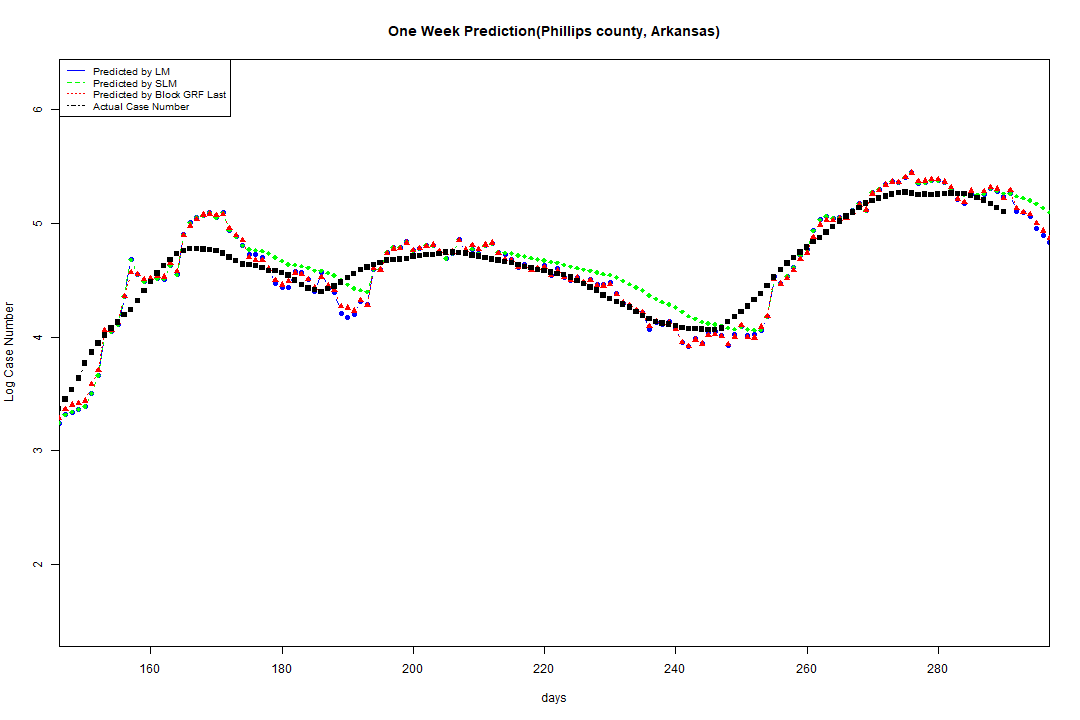 One Week Prediction(Phillips county, Arkansas)
Predicted by LM
Predicted by SLM
Predicted by Block GRF Last
Actual Case Number
6
5
4
3
2
Log Case Number
160 180 200 220 240 260 280
days